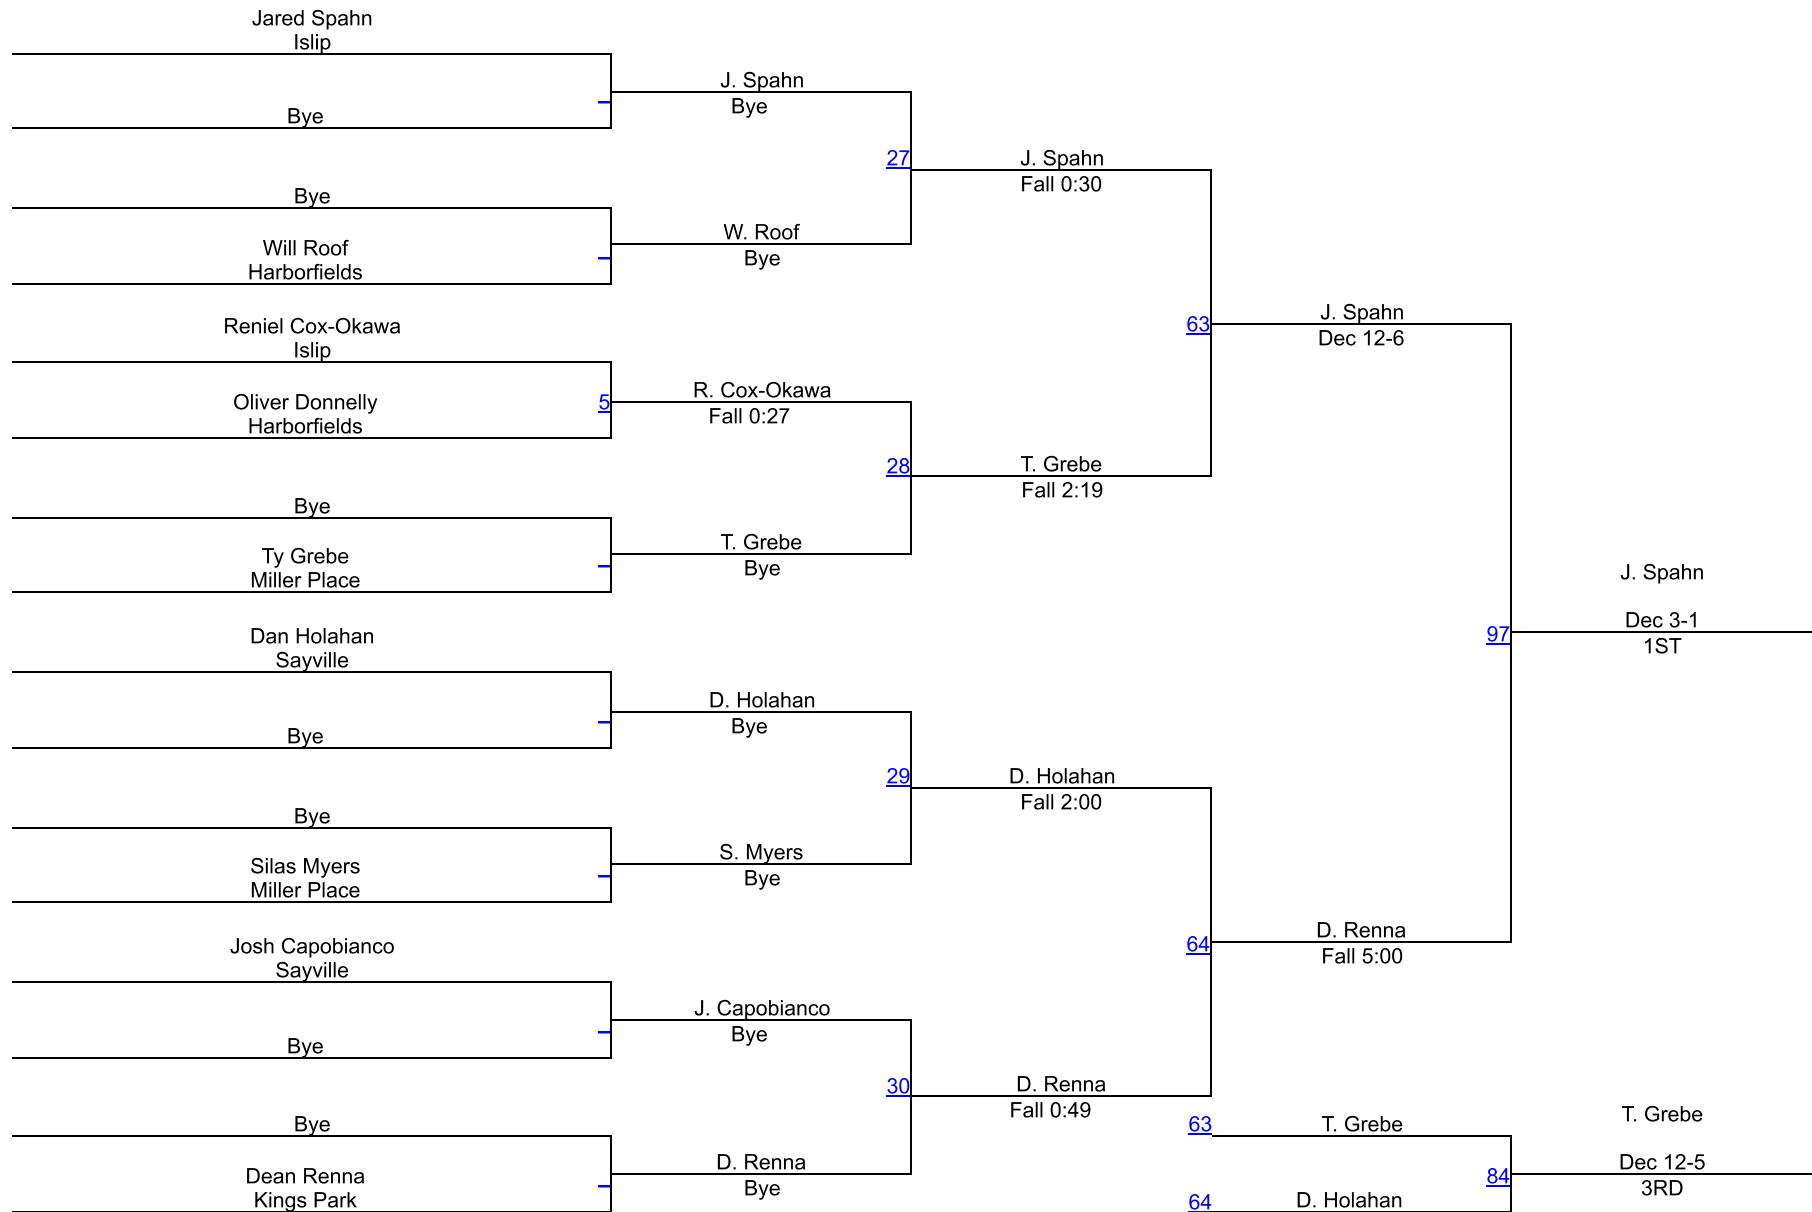 Jared Spahn
Islip
Bye
Bye
Will Roof
Harborfields
Reniel Cox-Okawa
Islip
Oliver Donnelly
Harborfields
5
Bye
Ty Grebe
Miller Place
Dan Holahan
Sayville
Bye
Bye
Silas Myers
Miller Place
Josh Capobianco
Sayville
Bye
Bye
Dean Renna
Kings Park
J. Spahn
Bye
27
W. Roof
Bye
R. Cox-Okawa
Fall 0:27
28
T. Grebe
Bye
D. Holahan
Bye
29
S. Myers
Bye
J. Capobianco
Bye
30
D. Renna
Bye
J. Spahn
Fall 0:30
63
T. Grebe
Fall 2:19
D. Holahan
Fall 2:00
64
D. Renna
Fall 0:49
J. Spahn
Dec 12-6
97
D. Renna
Fall 5:00
J. Spahn
Dec 3-1
1ST
63
T. Grebe
84
64
D. Holahan
T. Grebe
Dec 12-5
3RD